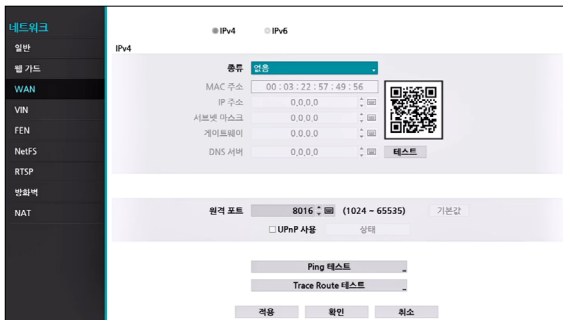 네트워크
일반
웹 가드
WAN
VIN
FEN
NetFS
RTSP
방화벽
NAT
IPv4 IPv6
IPv4
종류 없음
MAC 주소 00 : 03 : 22 : 57 : 49 : 56
IP 주소 0.0.0.0
서브넷 마스크 0.0.0.0
게이트웨이 0.0.0.0
DNS 서버 0.0.0.0 테스트
원격 포트 8016 (1024 ~ 65535) 기본값
UPnP 사용 상태
Ping 테스트
Trace Route 테스트
적용 확인 취소